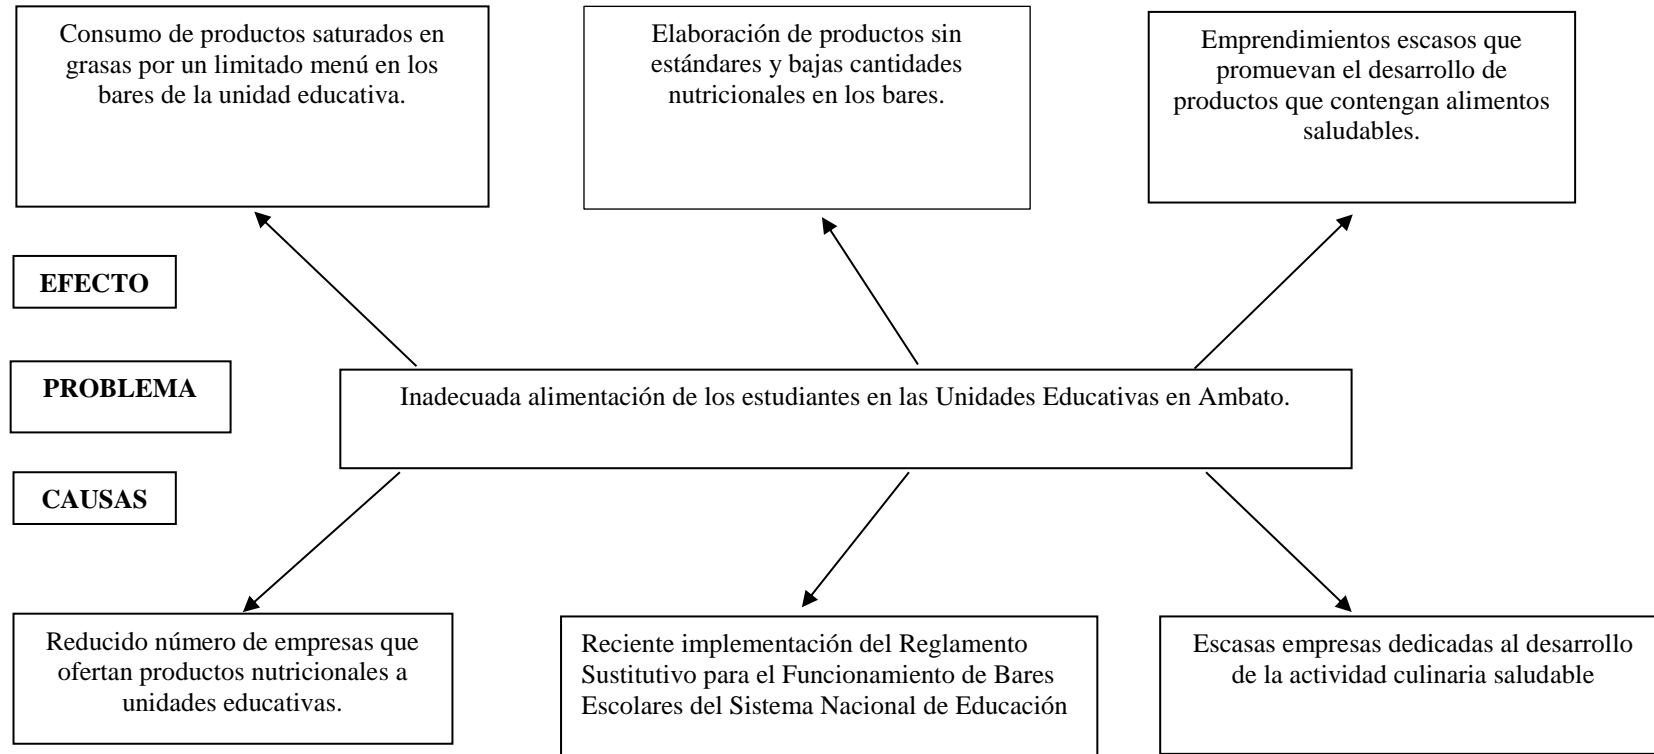 Consumo de productos saturados en
grasas por un limitado menú en los
bares de la unidad educativa.
Elaboración de productos sin
estándares y bajas cantidades
nutricionales en los bares.
Emprendimientos escasos que
promuevan el desarrollo de
productos que contengan alimentos
saludables.
EFECTO
PROBLEMA
Inadecuada alimentación de los estudiantes en las Unidades Educativas en Ambato.
CAUSAS
Reducido número de empresas que
ofertan productos nutricionales a
unidades educativas.
Reciente implementación del Reglamento
Sustitutivo para el Funcionamiento de Bares
Escolares del Sistema Nacional de Educación
Escasas empresas dedicadas al desarrollo
de la actividad culinaria saludable